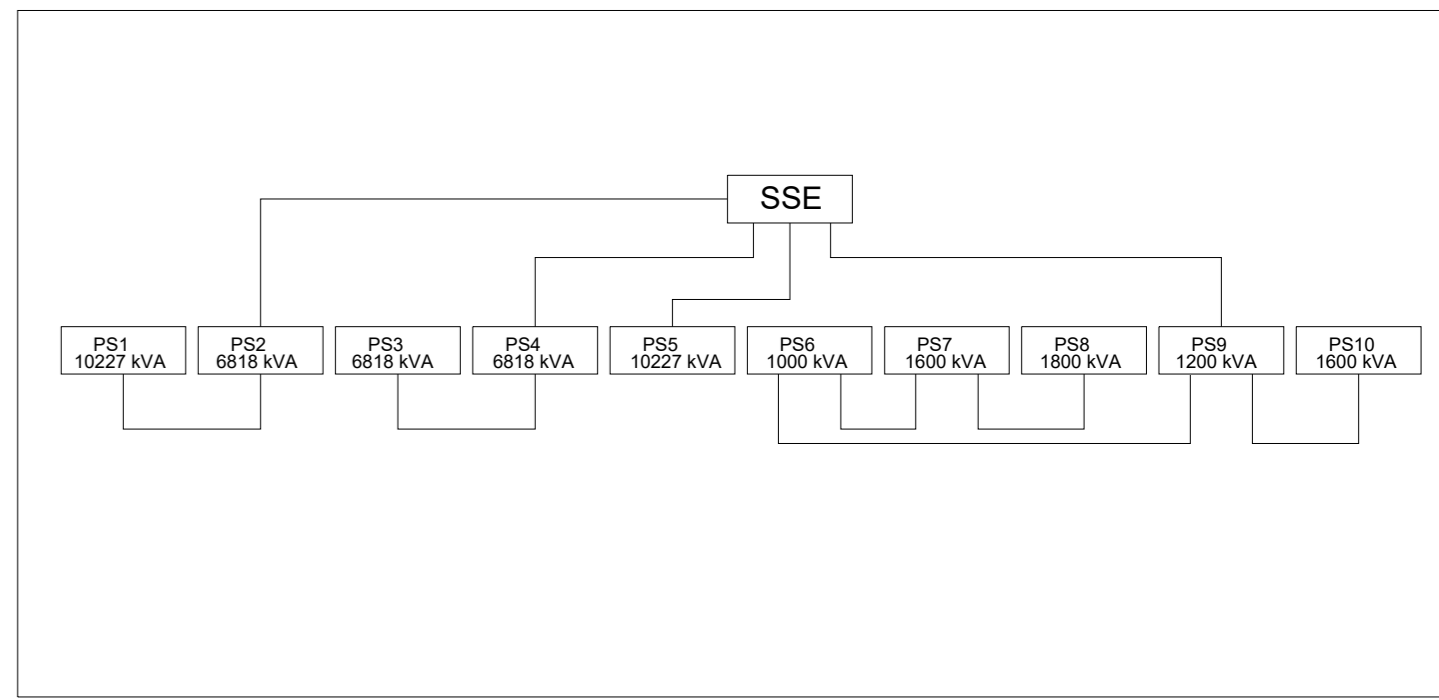 SSE
PS1
10227 kVA
PS2
6818 kVA
PS3
6818 kVA
PS4
6818 kVA
PS5
10227 kVA
PS6
1000 kVA
PS7
1600 kVA
PS8
1800 kVA
PS9
1200 kVA
PS10
1600 kVA